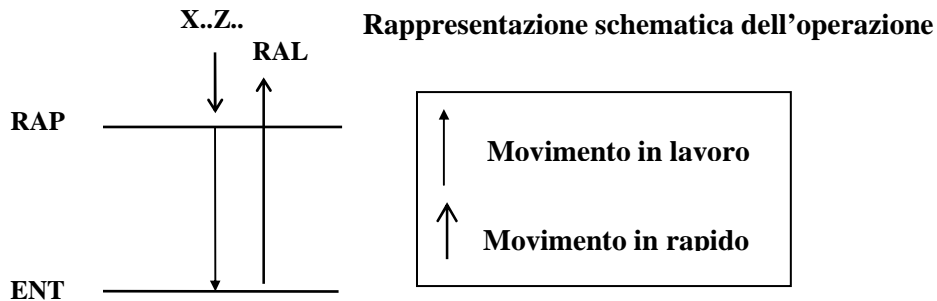 X..Z..
Rappresentazione schematica dell’operazione
RAL
RAP
Movimento in lavoro
Movimento in rapido
ENT